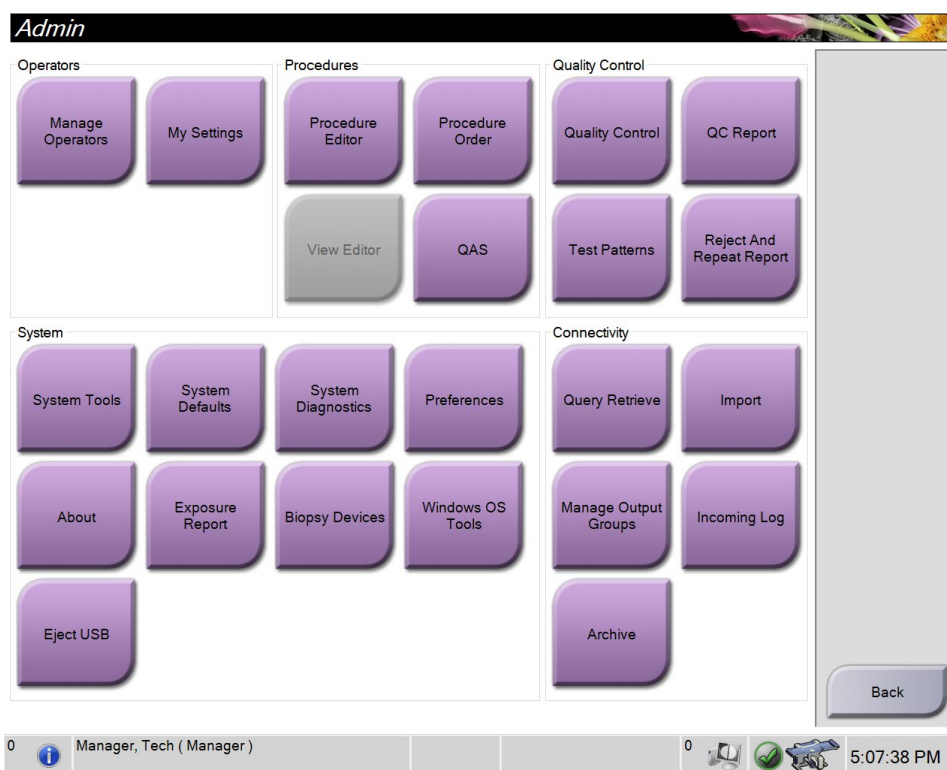 Admin
Operators
Manage
Operators
My Settings
Procedures
Procedure
Editor
Procedure
Order
View Editor
QAS
Quality Control
Quality Control
QC Report
Test Patterns
Reject And
Repeat Report
System
System Tools
System
Defaults
System
Diagnostics
Preferences
About
Exposure
Report
Biopsy Devices
Windows OS
Tools
Eject USB
Connectivity
Query Retrieve
Import
Manage Output
Groups
Incoming Log
Archive
Back
0
Manager, Tech ( Manager )
0
5:07:38 PM